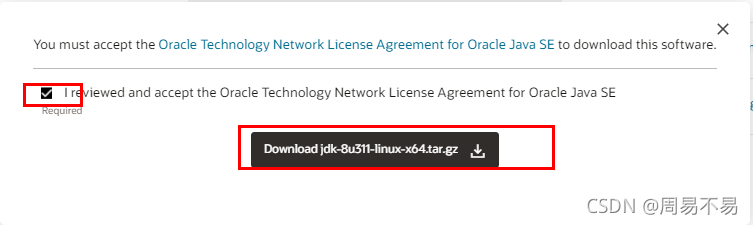 You must accept the Oracle Technology Network License Agreement for Oracle Java SE to download this software.
I reviewed and accept the Oracle Technology Network License Agreement for Oracle Java SE
Required
Download jdk-8u311-linux-x64.tar.gz
CSDN @周易不易